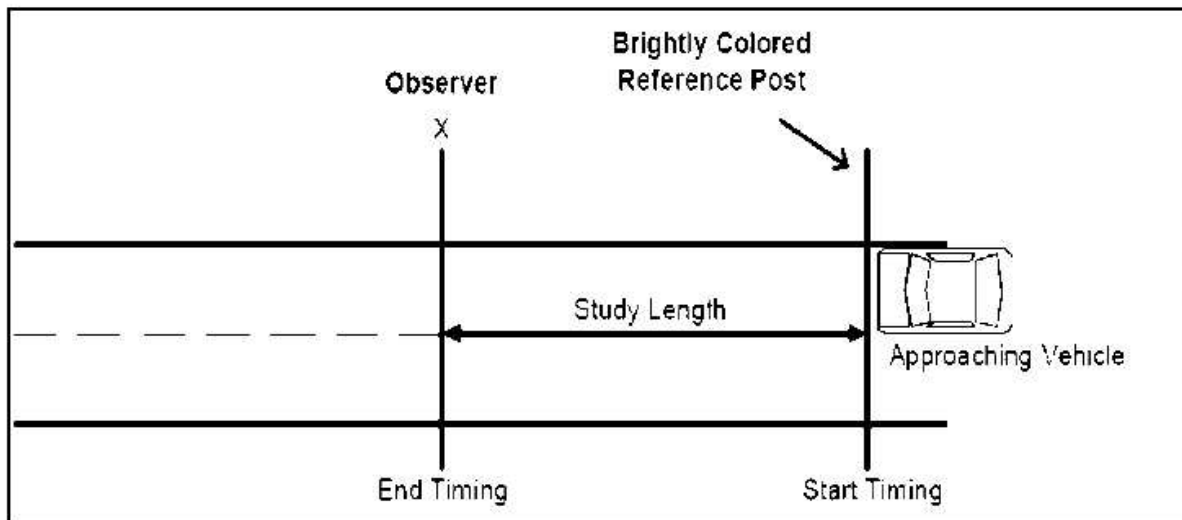 Brightly Colored
Reference Post
Observer
X
Study Length
Approaching Vehicle
End Timing
Start Timing